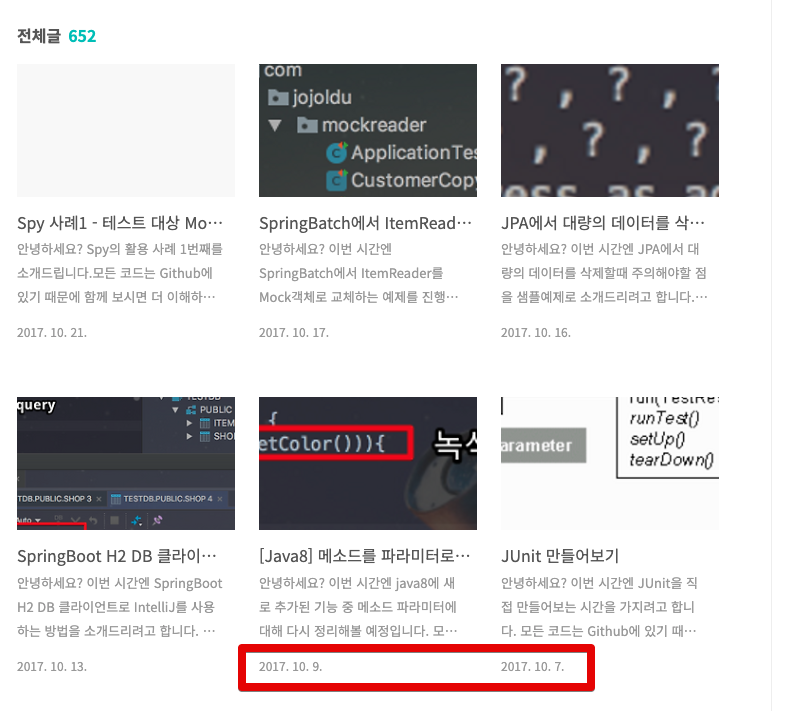 전체글 652
com
jojoldu
mockreader
ApplicationTes
CustomerCopy
? , ? ,
, ? , ?
ess as a
Spy 사례1 - 테스트 대상 Mo…
안녕하세요? Spy의 활용 사례 1번째를
소개드립니다.모든 코드는 Github에
있기 때문에 함께 보시면 더 이해하…
2017. 10. 21.
SpringBatch에서 ItemRead…
안녕하세요? 이번 시간엔
SpringBatch에서 ItemReader를
Mock객체로 교체하는 예제를 진행…
2017. 10. 17.
JPA에서 대량의 데이터를 삭…
안녕하세요? 이번 시간엔 JPA에서 대
량의 데이터를 삭제할때 주의해야할 점
을 샘플예제로 소개드리려고 합니다.…
2017. 10. 16.
query
TESTDB
PUBLIC
ITEM
SHO
TDB.PUBLIC.SHOP 3 × TESTDB.PUBLIC.SHOP 4 ×
Auto
{
etColor())){
녹색
run(TestRes
runTest()
setUp()
tearDown()
arameter
SpringBoot H2 DB 클라이…
안녕하세요? 이번 시간엔 SpringBoot
H2 DB 클라이언트로 IntelliJ를 사용
하는 방법을 소개드리려고 합니다. …
2017. 10. 13.
[Java8] 메소드를 파라미터로…
안녕하세요? 이번 시간엔 java8에 새
로 추가된 기능 중 메소드 파라미터에
대해 다시 정리해볼 예정입니다. 모…
2017. 10. 9.
JUnit 만들어보기
안녕하세요? 이번 시간엔 JUnit을 직
접 만들어보는 시간을 가지려고 합니
다. 모든 코드는 Github에 있기 때…
2017. 10. 7.